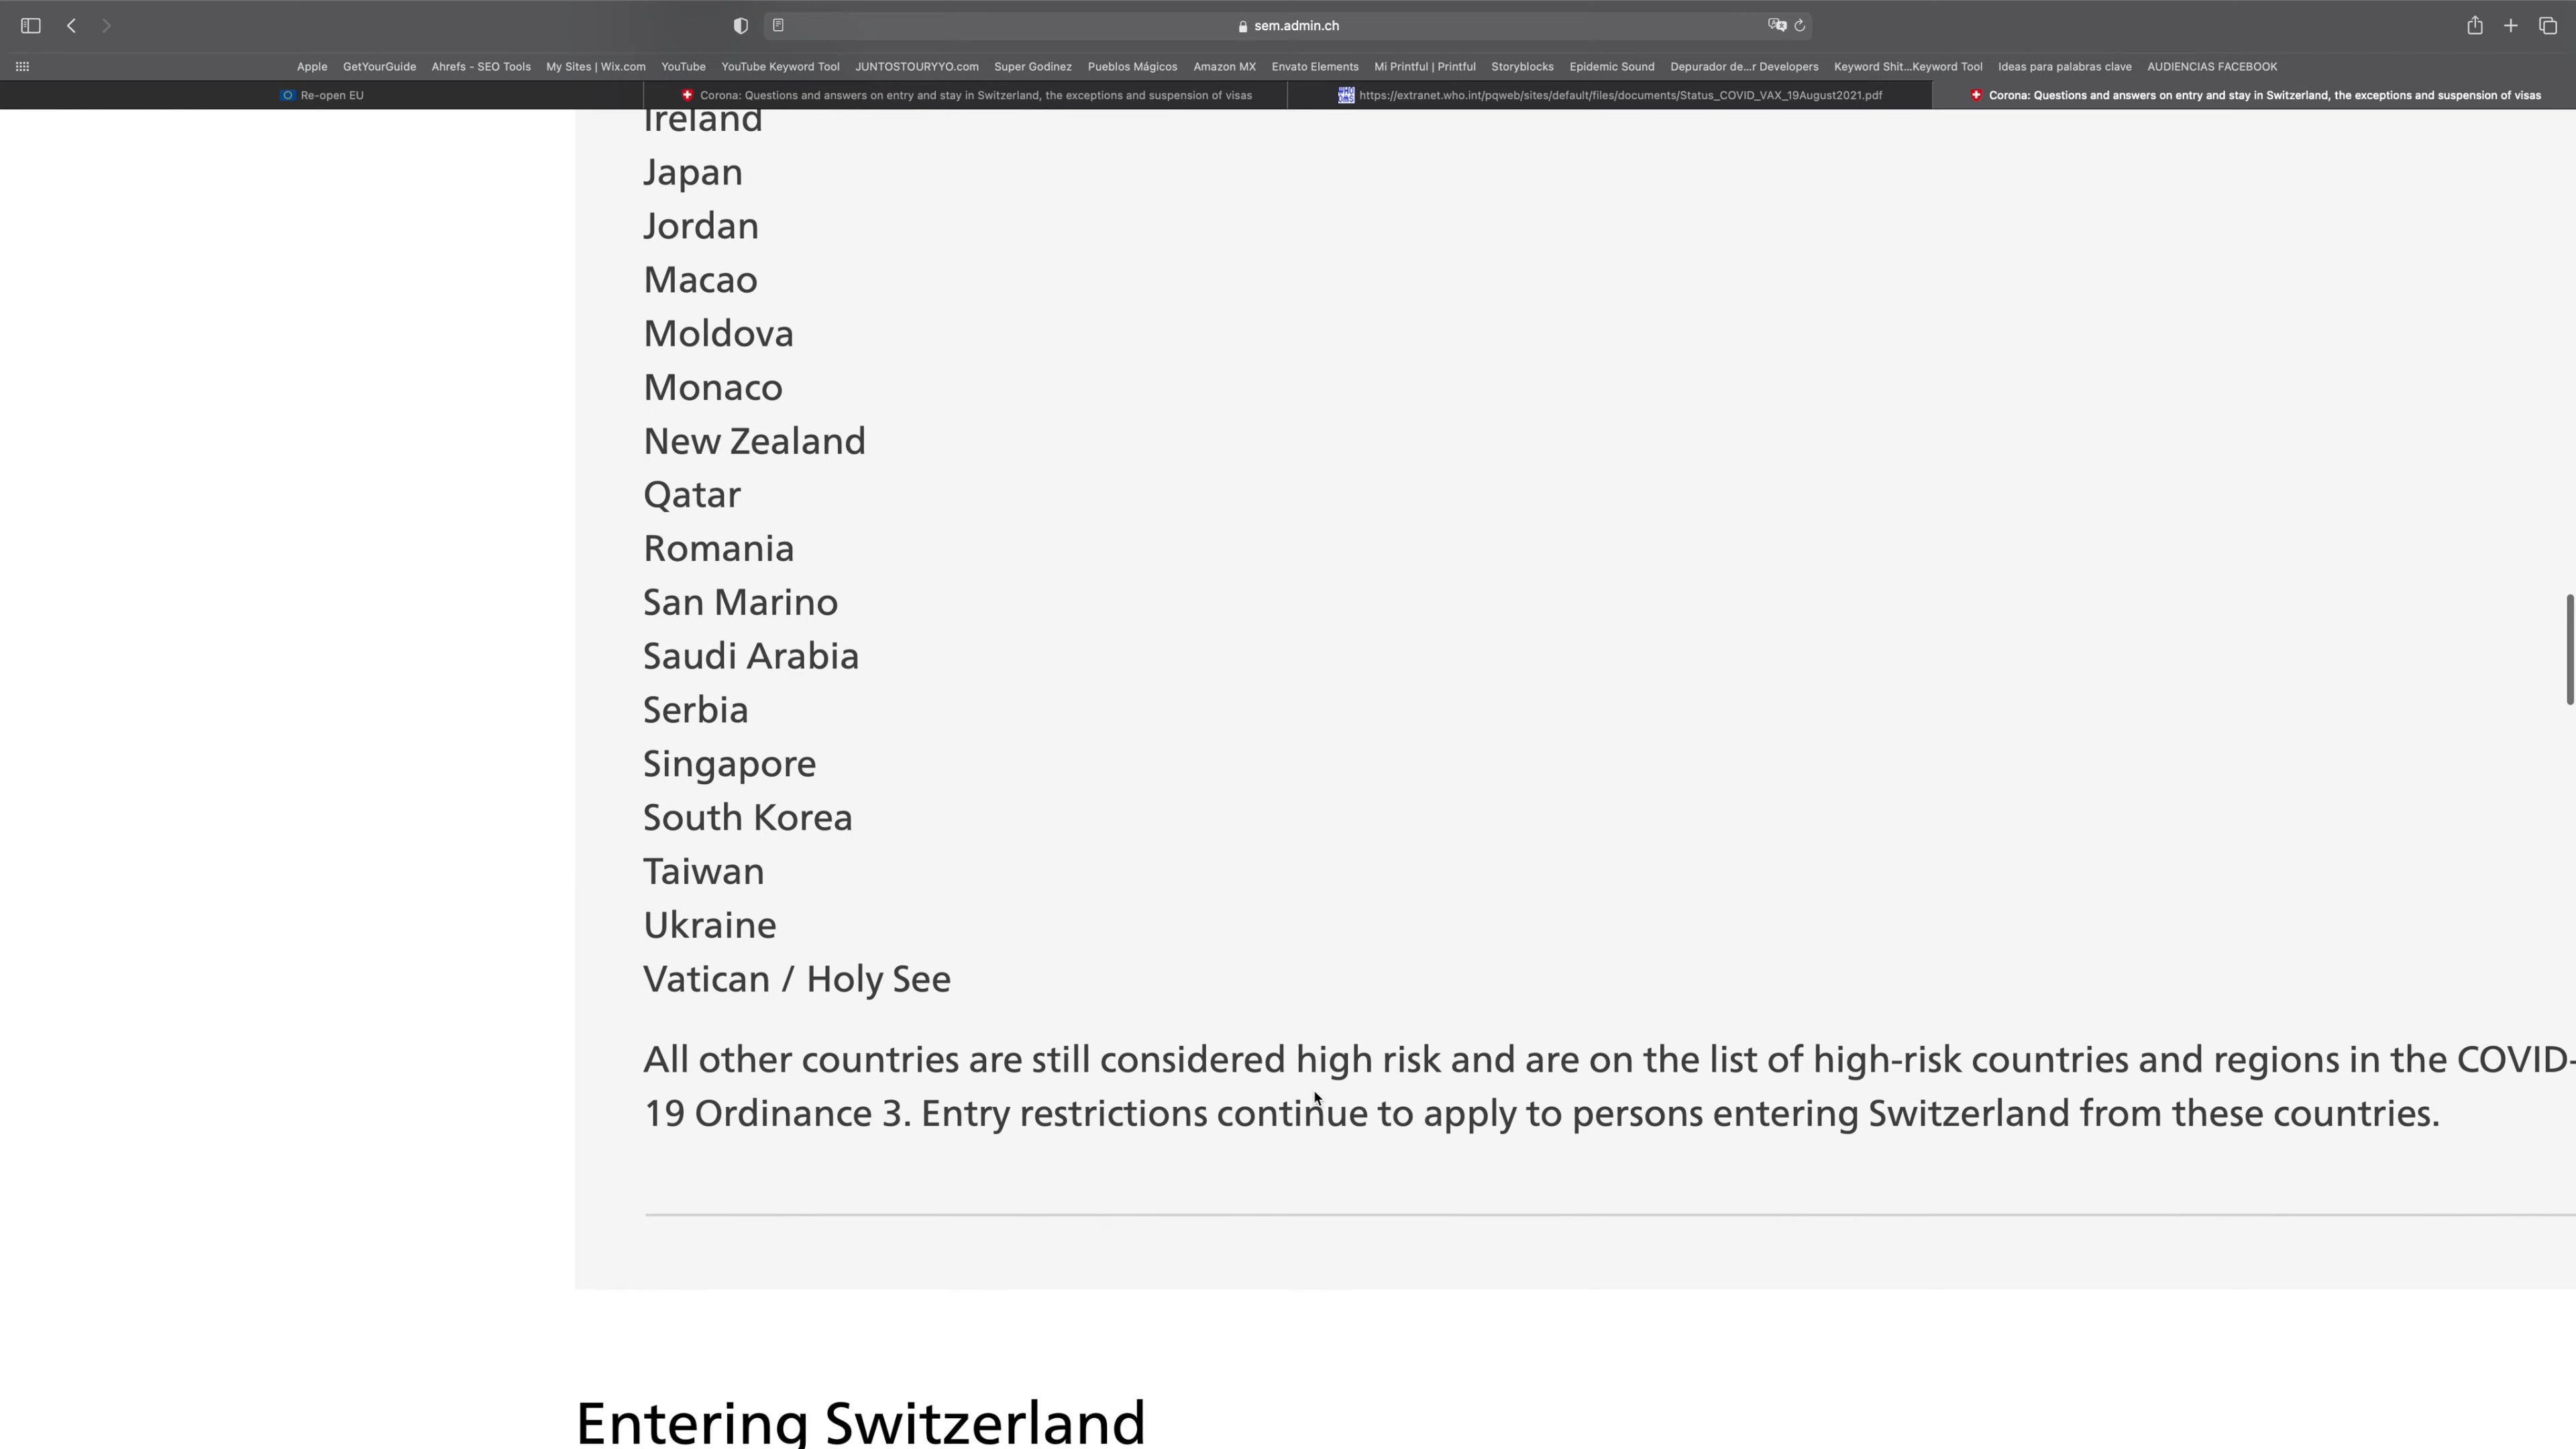 sem.admin.ch
Apple GetYourGuide Ahrefs - SEO Tools My Sites | Wix.com YouTube YouTube Keyword Tool JUNTOSTOURYYO.com Super Godinez Pueblos Mágicos Amazon MX Envato Elements Mi Printful | Printful Storyblocks Epidemic Sound Depurador de...r Developers Keyword Shit...Keyword Tool Ideas para palabras clave AUDIENCIAS FACEBOOK
Re-open EU Corona: Questions and answers on entry and stay in Switzerland, the exceptions and suspension of visas https://extranet.who.int/pqweb/sites/default/files/documents/Status_COVID_VAX_19August2021.pdf Corona: Questions and answers on entry and stay in Switzerland, the exceptions and suspension of visas
Ireland
Japan
Jordan
Macao
Moldova
Monaco
New Zealand
Qatar
Romania
San Marino
Saudi Arabia
Serbia
Singapore
South Korea
Taiwan
Ukraine
Vatican / Holy See
All other countries are still considered high risk and are on the list of high-risk countries and regions in the COVID-
19 Ordinance 3. Entry restrictions continue to apply to persons entering Switzerland from these countries.
Entering Switzerland